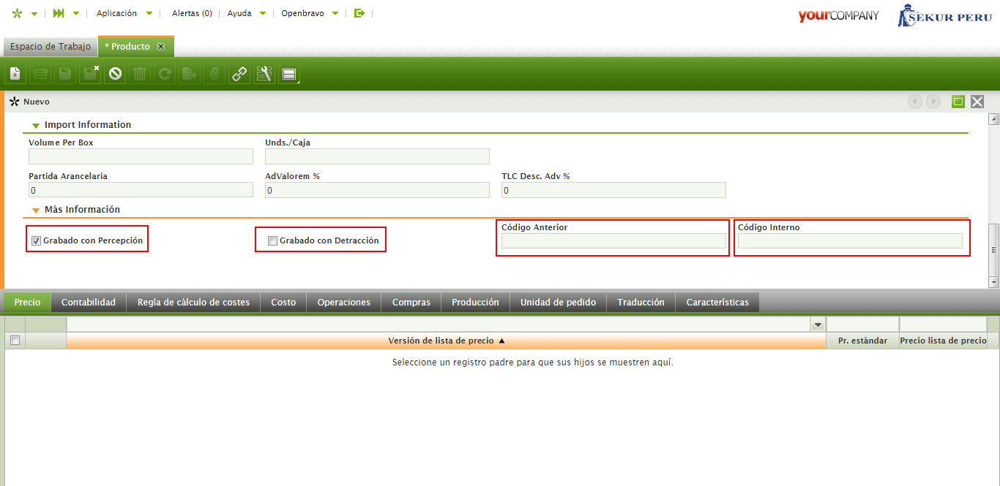 Aplicación Alertas (0) Ayuda Openbravo yourCOMPANY SEKUR PERU
Espacio de Trabajo * Producto
Nuevo
Import Information
Volume Per Box Unds./Caja
Partida Arancelaria AdValorem % TLC Desc. Adv %
0 0 0
Más Información
Grabado con Percepción Grabado con Detracción Código Anterior Código Interno
Precio Contabilidad Regla de cálculo de costes Costo Operaciones Compras Producción Unidad de pedido Traducción Características
Versión de lista de precio Pr. estándar Precio lista de precio
Seleccione un registro padre para que sus hijos se muestren aquí.